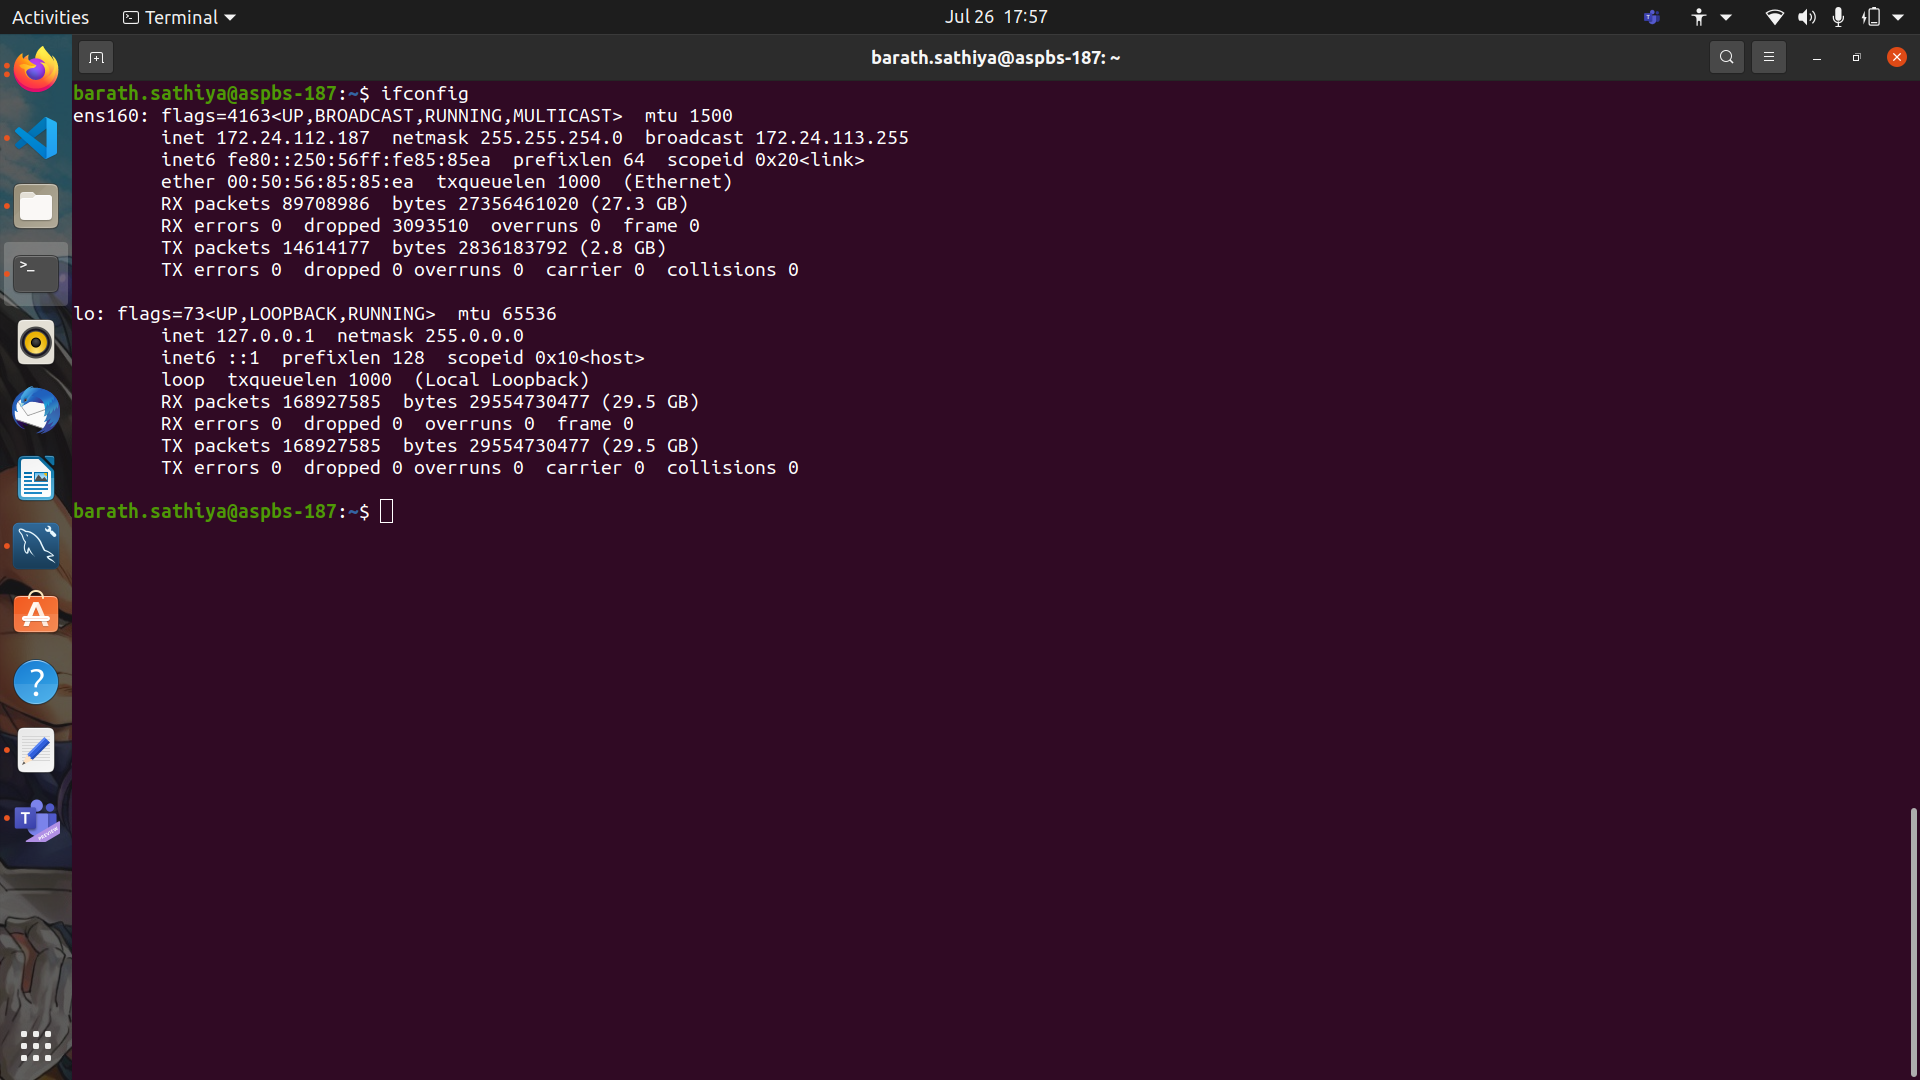 Activities Terminal Jul 26 17:57
barath.sathiya@aspbs-187: ~
barath.sathiya@aspbs-187:~$ ifconfig
ens160: flags=4163<UP,BROADCAST,RUNNING,MULTICAST>  mtu 1500
        inet 172.24.112.187  netmask 255.255.254.0  broadcast 172.24.113.255
        inet6 fe80::250:56ff:fe85:85ea  prefixlen 64  scopeid 0x20<link>
        ether 00:50:56:85:85:ea  txqueuelen 1000  (Ethernet)
        RX packets 89708986  bytes 27356461020 (27.3 GB)
        RX errors 0  dropped 3093510  overruns 0  frame 0
        TX packets 14614177  bytes 2836183792 (2.8 GB)
        TX errors 0  dropped 0 overruns 0  carrier 0  collisions 0

lo: flags=73<UP,LOOPBACK,RUNNING>  mtu 65536
        inet 127.0.0.1  netmask 255.0.0.0
        inet6 ::1  prefixlen 128  scopeid 0x10<host>
        loop  txqueuelen 1000  (Local Loopback)
        RX packets 168927585  bytes 29554730477 (29.5 GB)
        RX errors 0  dropped 0  overruns 0  frame 0
        TX packets 168927585  bytes 29554730477 (29.5 GB)
        TX errors 0  dropped 0 overruns 0  carrier 0  collisions 0

barath.sathiya@aspbs-187:~$